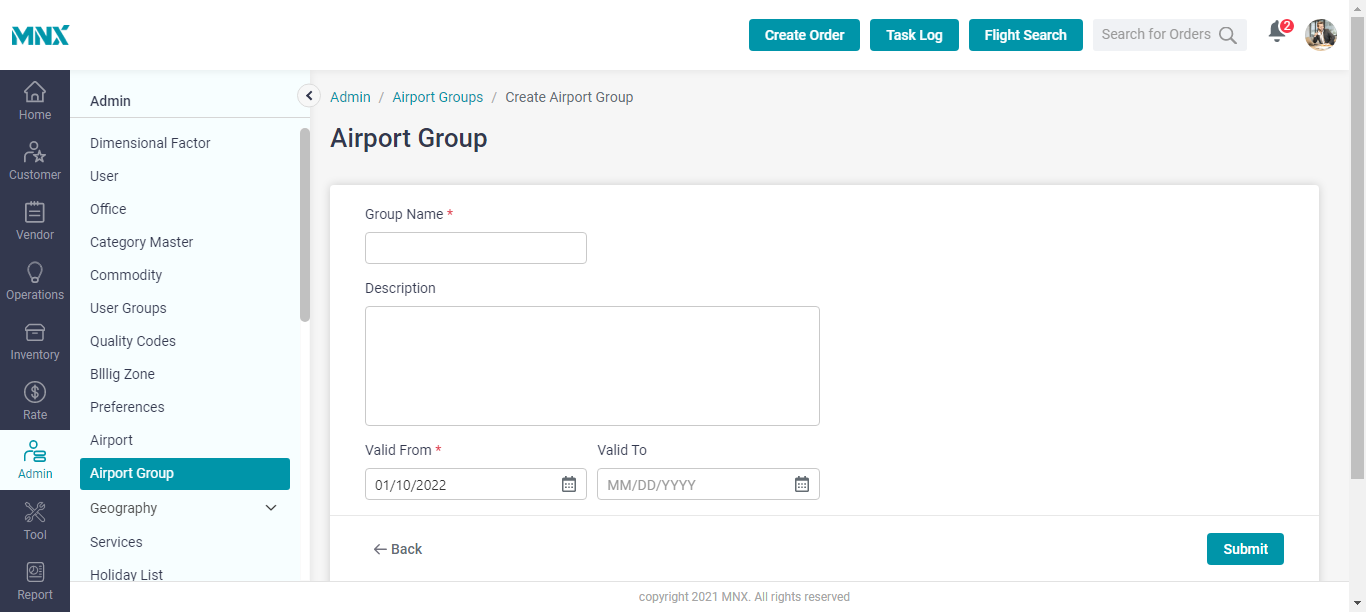 MNX
Create Order
Task Log
Flight Search
Search for Orders
2
Home
Customer
Vendor
Operations
Inventory
Rate
Admin
Tool
Report
Admin
Dimensional Factor
User
Office
Category Master
Commodity
User Groups
Quality Codes
Blllig Zone
Preferences
Airport
Airport Group
Geography
Services
Holiday List
Admin / Airport Groups / Create Airport Group
Airport Group
Group Name *
Description
Valid From * Valid To
01/10/2022 MM/DD/YYYY
Back
Submit
copyright 2021 MNX. All rights reserved